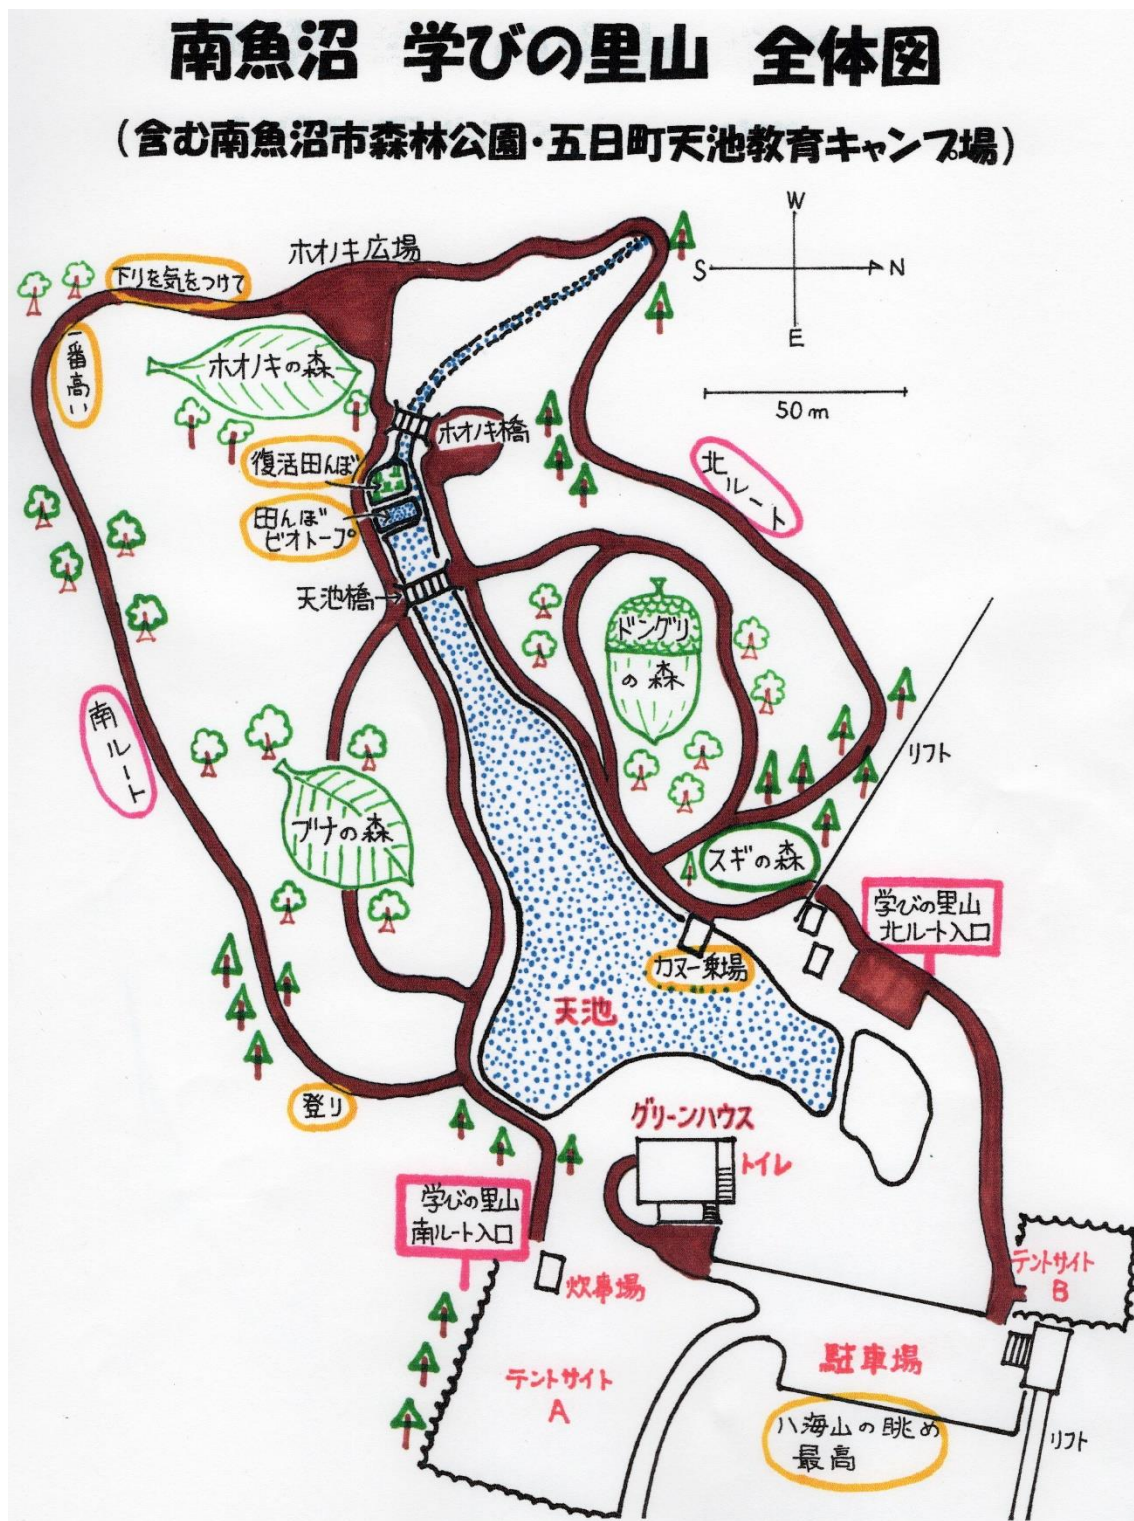 南魚沼 学びの里山 全体図
(含む南魚沼市森林公園・五日町天池教育キャンプ場)
W
S
N
E
50m
ホオノキ広場
下りを気をつけて
一番高い
ホオノキの森
ホオノキ橋
復活田んぼ
田んぼ
ビオトープ
天池橋
北ルート
ドングリ
の森
南ルート
リフト
ブナの森
スギの森
学びの里山
北ルート入口
カヌー乗場
天池
登り
グリーンハウス
トイレ
学びの里山
南ルート入口
炊事場
テントサイト
B
テントサイト
A
駐車場
八海山の眺め
最高
リフト